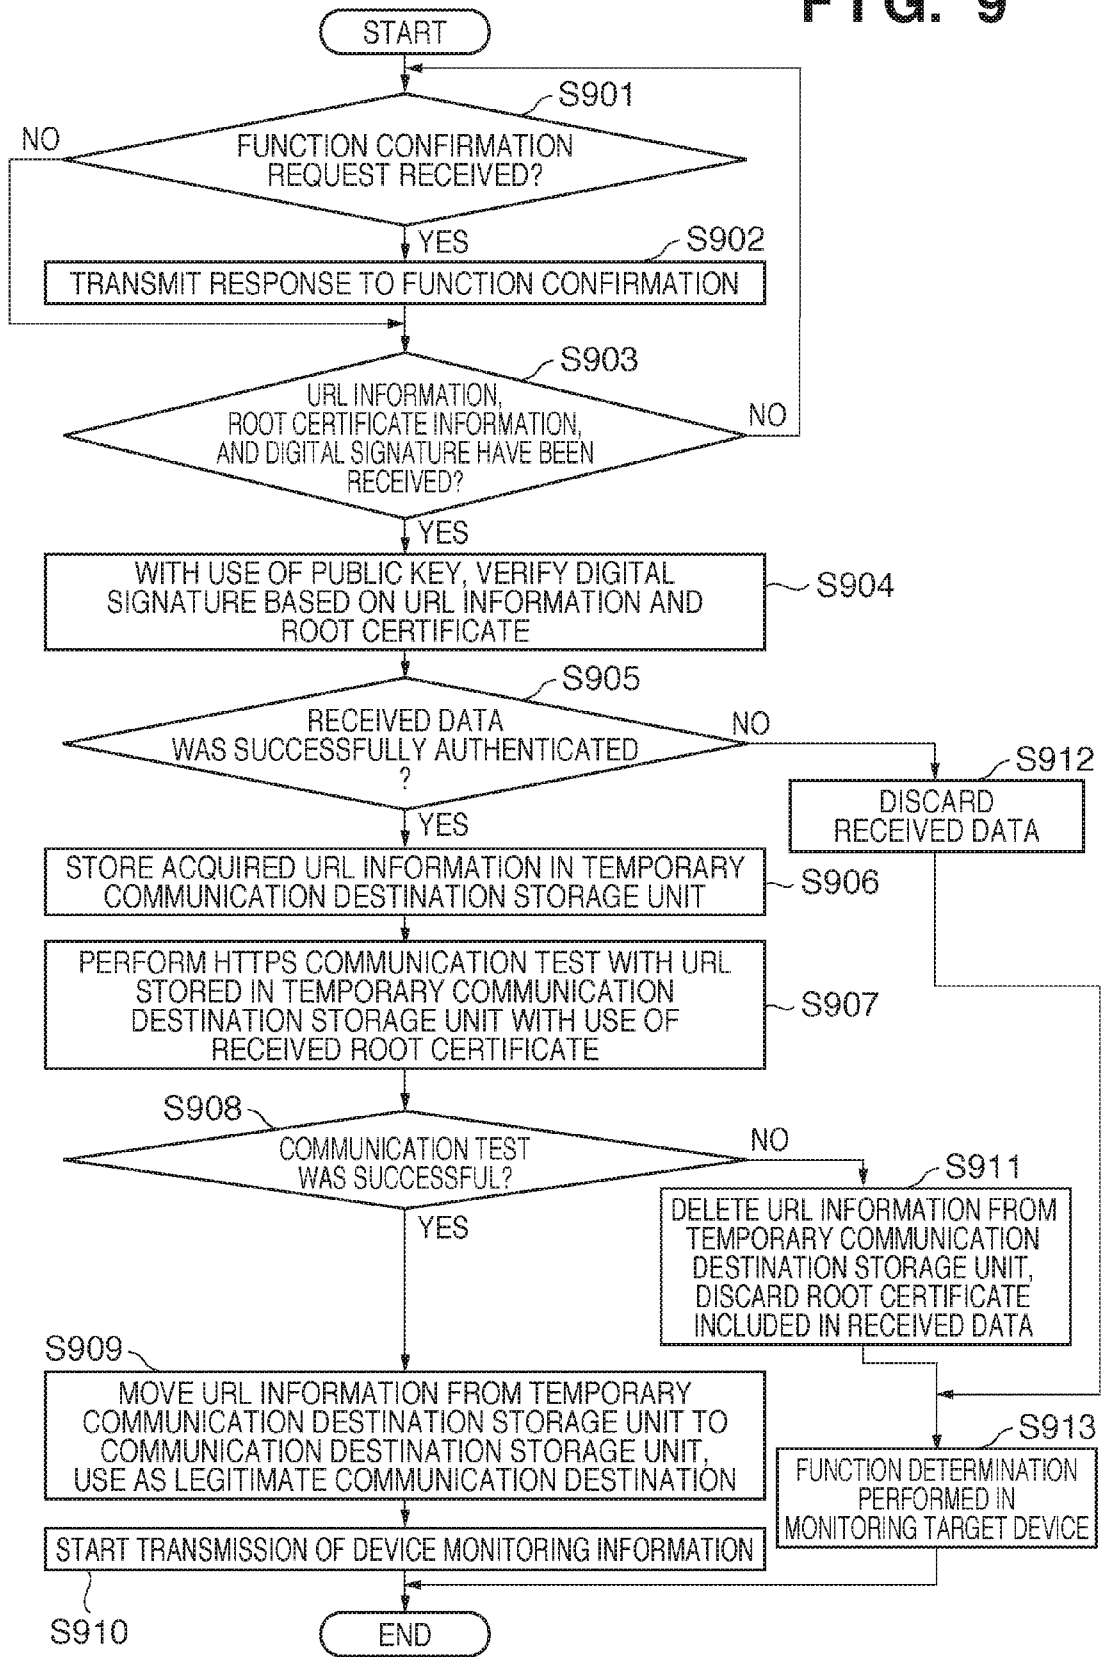 FIG. 9
START
S901
NO
FUNCTION CONFIRMATION
REQUEST RECEIVED?
YES
S902
TRANSMIT RESPONSE TO FUNCTION CONFIRMATION
S903
URL INFORMATION,
ROOT CERTIFICATE INFORMATION,
AND DIGITAL SIGNATURE HAVE BEEN
RECEIVED?
NO
YES
WITH USE OF PUBLIC KEY, VERIFY DIGITAL
SIGNATURE BASED ON URL INFORMATION AND
ROOT CERTIFICATE
S904
S905
RECEIVED DATA
WAS SUCCESSFULLY AUTHENTICATED
?
NO
YES
S912
DISCARD
RECEIVED DATA
STORE ACQUIRED URL INFORMATION IN TEMPORARY
COMMUNICATION DESTINATION STORAGE UNIT
S906
PERFORM HTTPS COMMUNICATION TEST WITH URL
STORED IN TEMPORARY COMMUNICATION
DESTINATION STORAGE UNIT WITH USE OF
RECEIVED ROOT CERTIFICATE
S907
S908
COMMUNICATION TEST
WAS SUCCESSFUL?
NO
YES
S911
DELETE URL INFORMATION FROM
TEMPORARY COMMUNICATION
DESTINATION STORAGE UNIT,
DISCARD ROOT CERTIFICATE
INCLUDED IN RECEIVED DATA
S909
MOVE URL INFORMATION FROM TEMPORARY
COMMUNICATION DESTINATION STORAGE UNIT TO
COMMUNICATION DESTINATION STORAGE UNIT,
USE AS LEGITIMATE COMMUNICATION DESTINATION
S913
FUNCTION DETERMINATION
PERFORMED IN
MONITORING TARGET DEVICE
START TRANSMISSION OF DEVICE MONITORING INFORMATION
S910
END